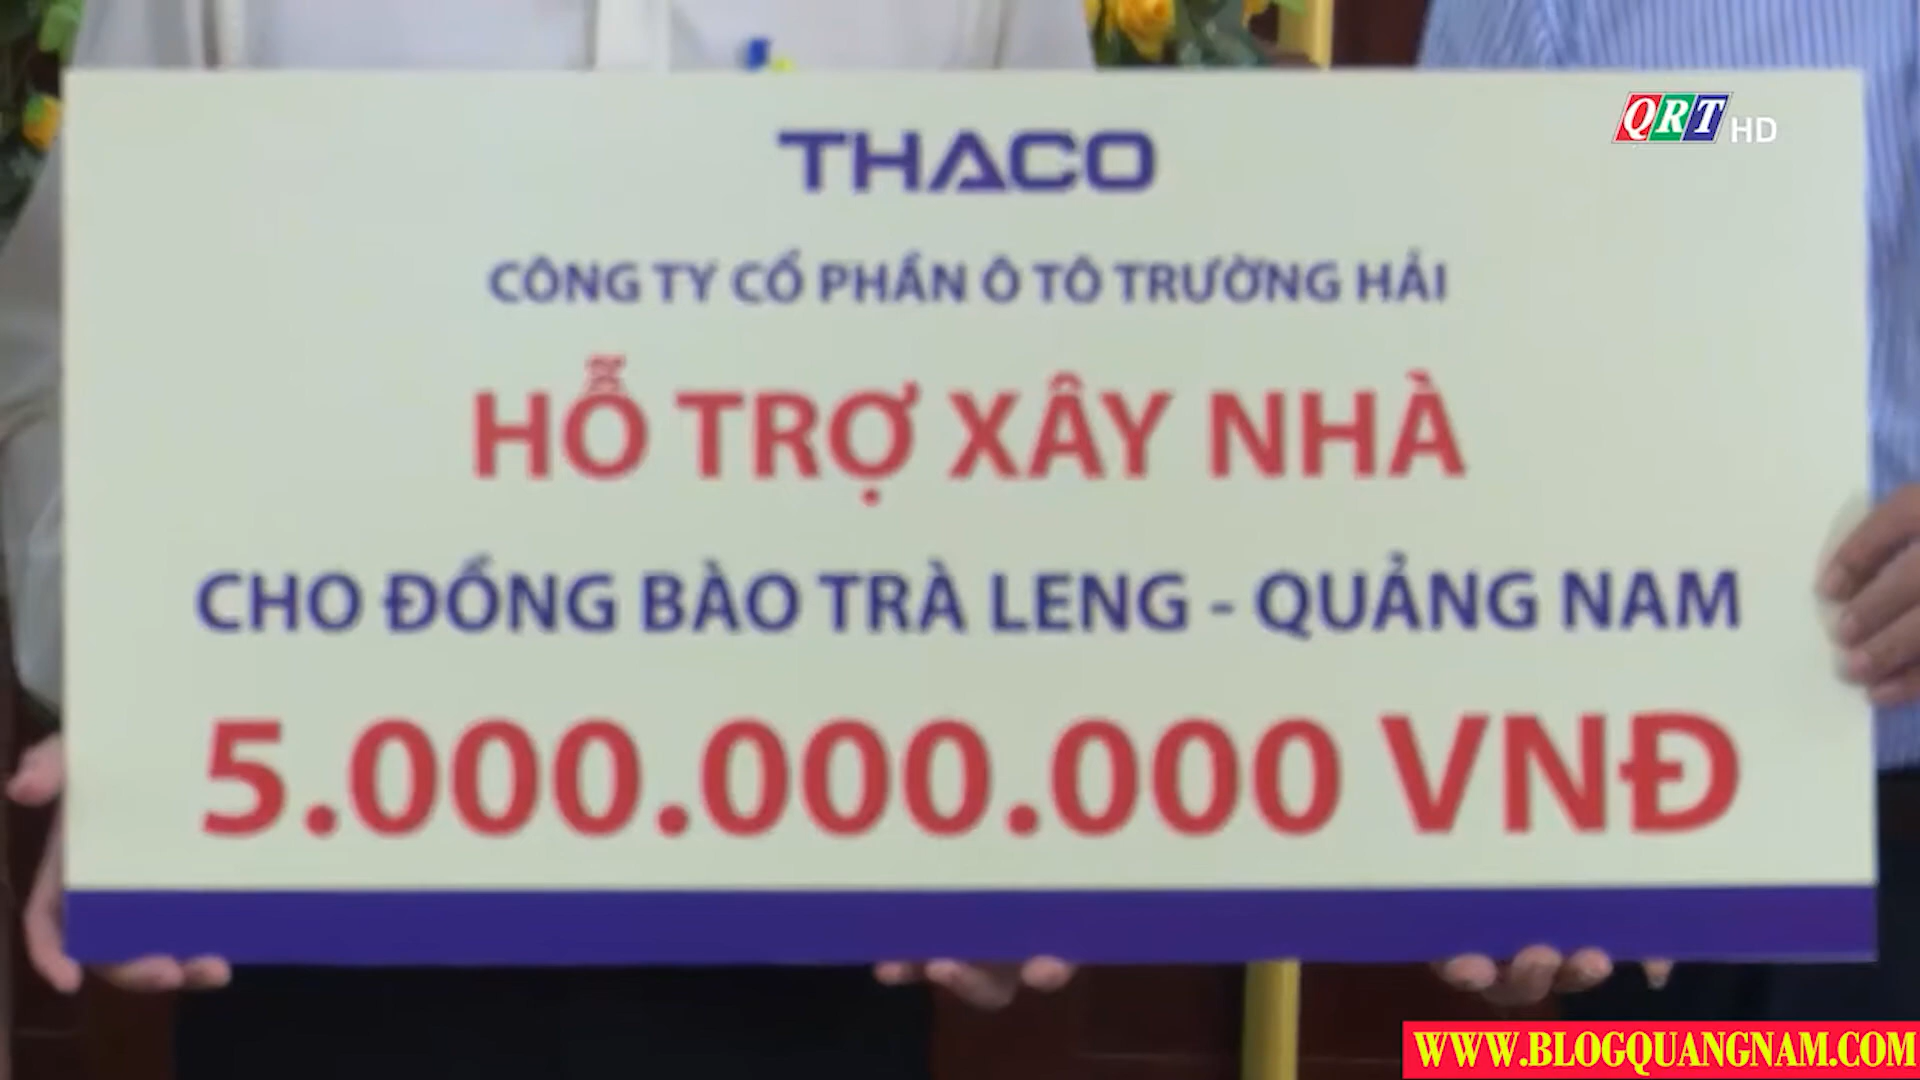 THACO
QRT HD
CÔNG TY CỔ PHẦN Ô TÔ TRƯỜNG HẢI
HỖ TRỢ XÂY NHÀ
CHO ĐỒNG BÀO TRÀ LENG - QUẢNG NAM
5.000.000.000 VNĐ
WWW.BLOGQUANGNAM.COM